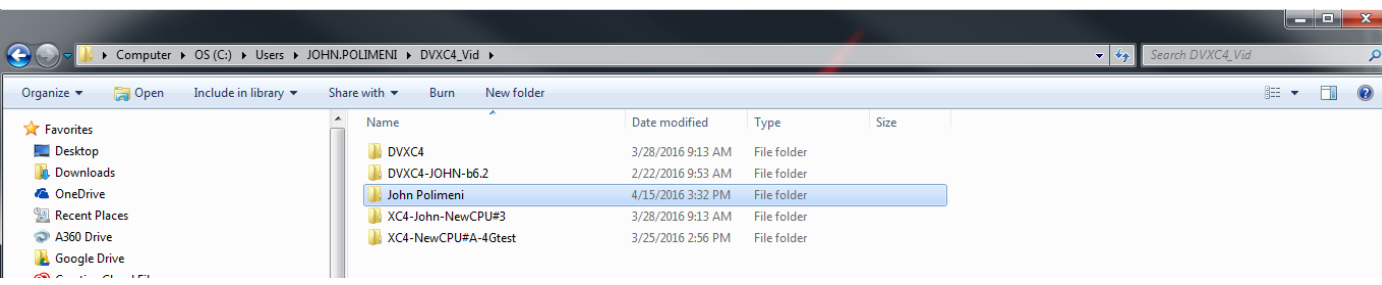 Computer OS (C:) Users JOHN.POLIMENI DVXC4_Vid Search DVXC4_Vid
Organize Open Include in library Share with Burn New folder
Favorites
Desktop
Downloads
OneDrive
Recent Places
A360 Drive
Google Drive
Name Date modified Type Size
DVXC4 3/28/2016 9:13 AM File folder
DVXC4-JOHN-b6.2 2/22/2016 9:53 AM File folder
John Polimeni 4/15/2016 3:32 PM File folder
XC4-John-NewCPU#3 3/28/2016 9:13 AM File folder
XC4-NewCPU#A-4Gtest 3/25/2016 2:56 PM File folder